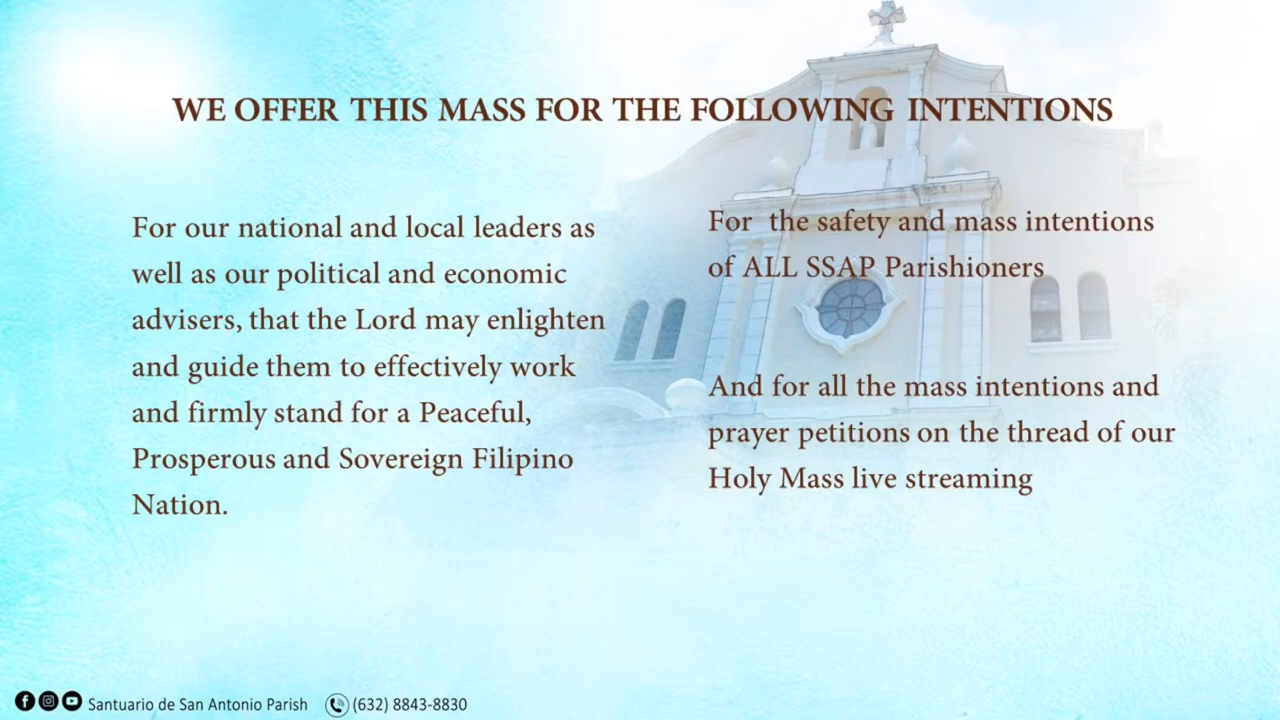 WE OFFER THIS MASS FOR THE FOLLOWING INTENTIONS
For our national and local leaders as
well as our political and economic
advisers, that the Lord may enlighten
and guide them to effectively work
and firmly stand for a Peaceful,
Prosperous and Sovereign Filipino
Nation.
For the safety and mass intentions
of ALL SSAP Parishioners
And for all the mass intentions and
prayer petitions on the thread of our
Holy Mass live streaming
Santuario de San Antonio Parish (632) 8843-8830